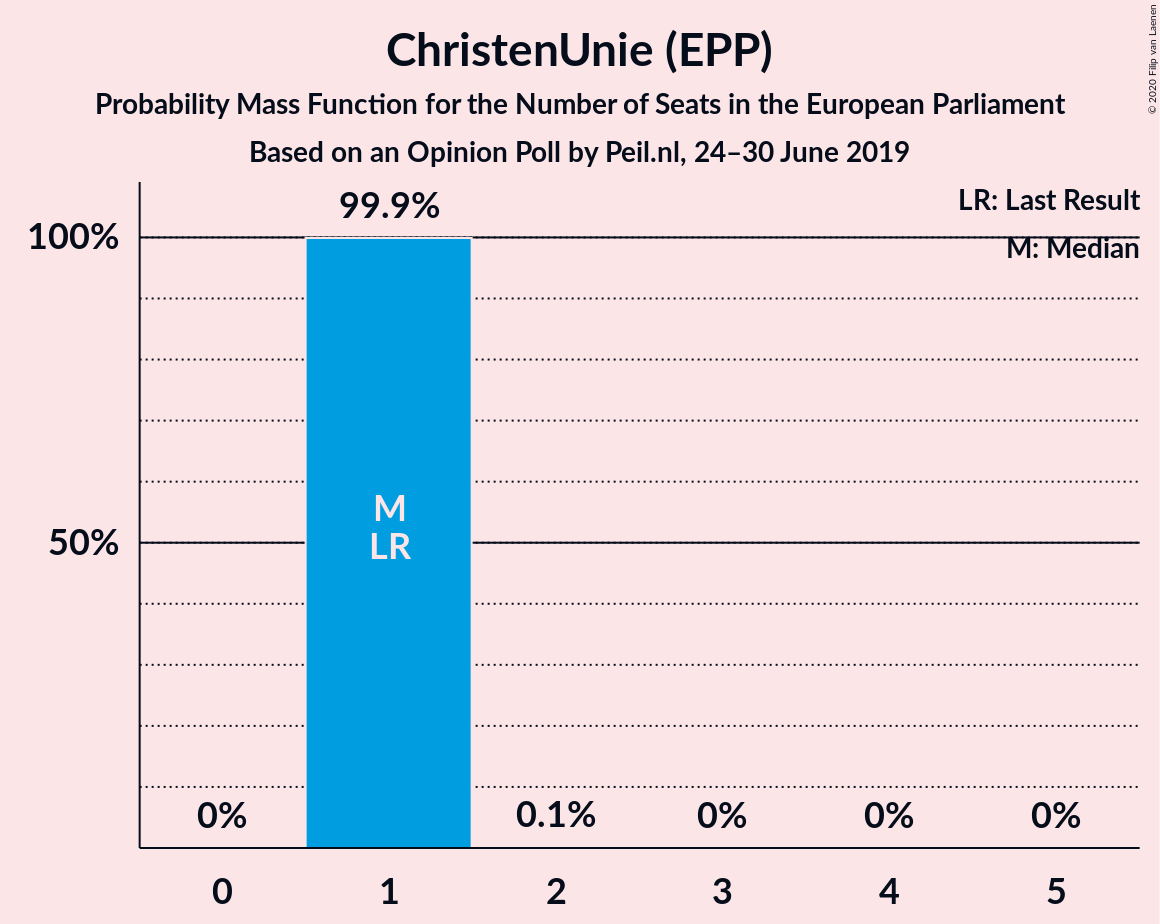 ChristenUnie (EPP)
Probability Mass Function for the Number of Seats in the European Parliament
Based on an Opinion Poll by Peil.nl, 24–30 June 2019
© 2020 Filip van Laenen
LR: Last Result
M: Median
99.9%
100%
50%
M
LR
0%
0.1%
0%
0%
0%
0
1
2
3
4
5